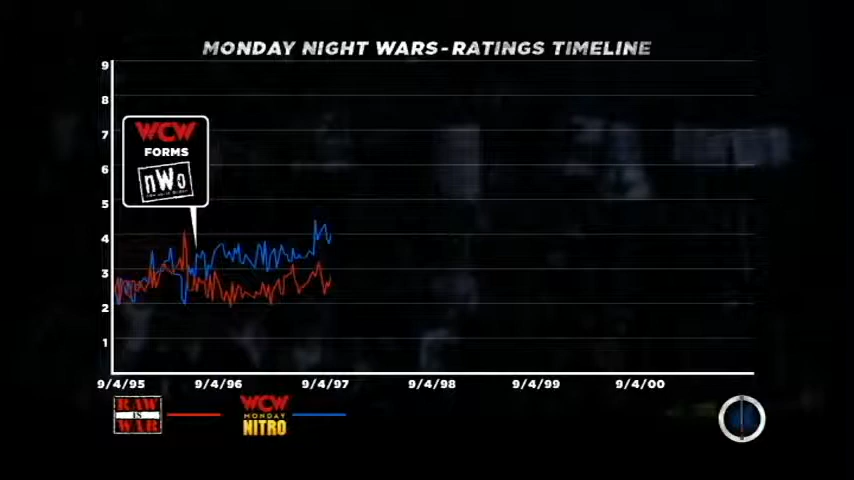 MONDAY NIGHT WARS-RATINGS TIMELINE
9
8
7
6
5
4
3
2
1
WCW
FORMS
nWo
9/4/95 9/4/96 9/4/97 9/4/98 9/4/99 9/4/00
RAW
IS
WAR
WCW
MONDAY
NITRO